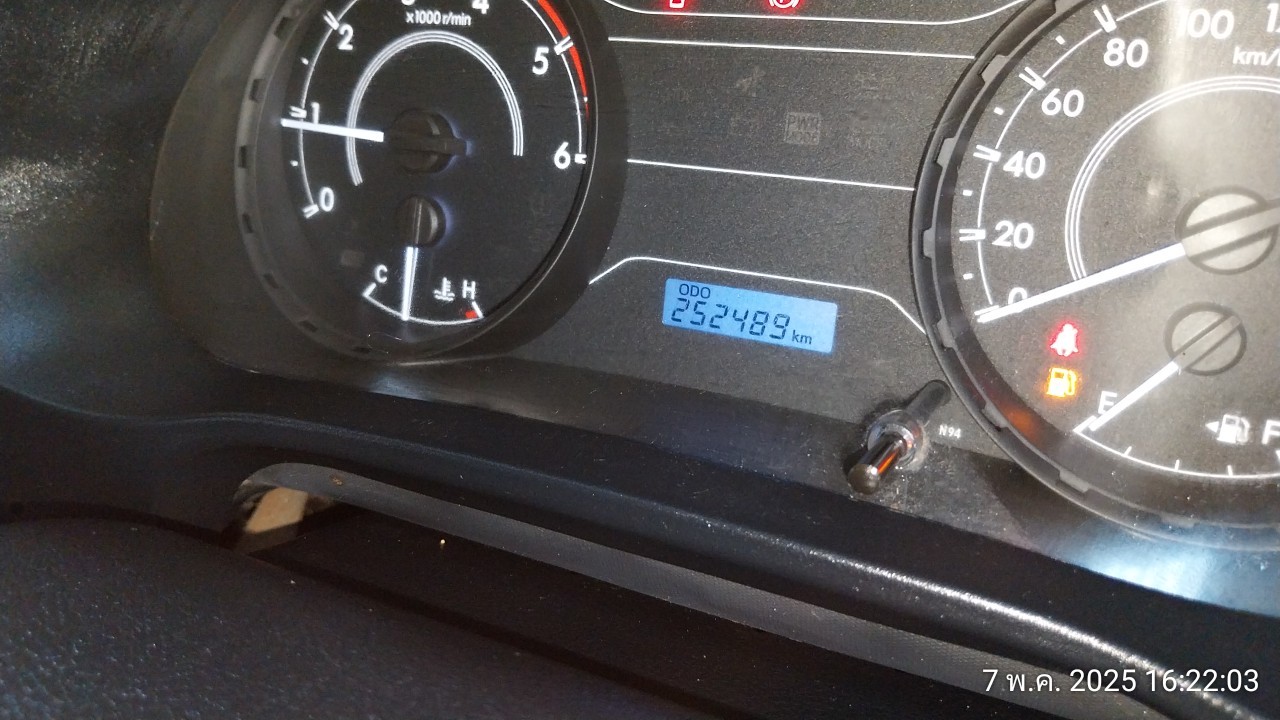 4
x1000 r/min
2
5
1
6
0
C
H
PWR
100
80
km/
60
40
20
0
ODO
252489 km
E
F
N94
7 พ.ค. 2025 16:22:03